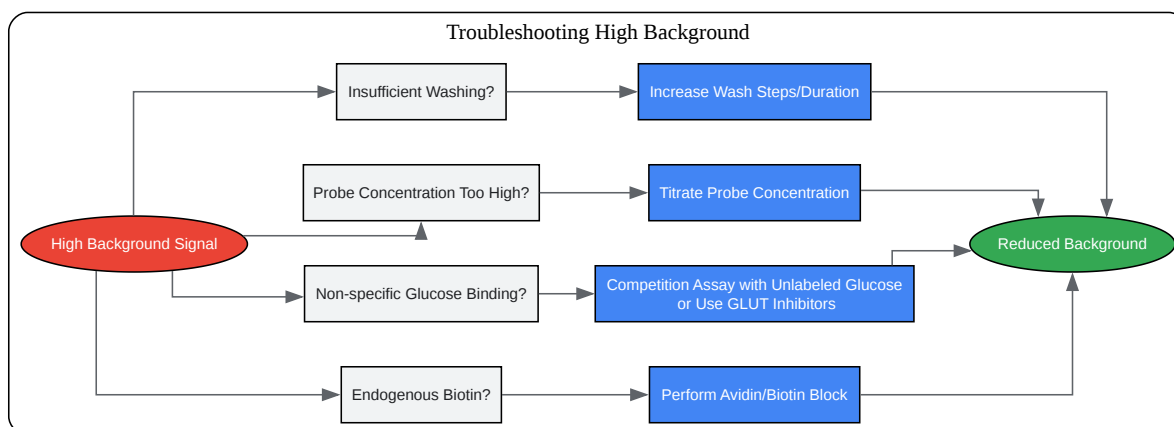 Troubleshooting High Background
Insufficient Washing?
Increase Wash Steps/Duration
Probe Concentration Too High?
Titrate Probe Concentration
High Background Signal
Reduced Background
Non-specific Glucose Binding?
Competition Assay with Unlabeled Glucose
or Use GLUT Inhibitors
Endogenous Biotin?
Perform Avidin/Biotin Block